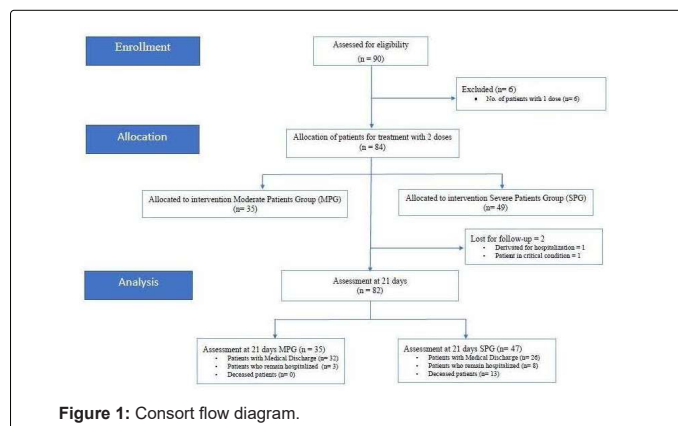 Enrollment
Assessed for eligibility
(n = 90)
Excluded (n= 6)
• No. of patients with 1 dose (n= 6)
Allocation
Allocation of patients for treatment with 2 doses
(n = 84)
Allocated to intervention Moderate Patients Group (MPG)
(n= 35)
Allocated to intervention Severe Patients Group (SPG)
(n= 49)
Lost for follow-up = 2
• Derivated for hospitalization = 1
• Patient in critical condition = 1
Analysis
Assessment at 21 days
(n = 82)
Assessment at 21 days MPG (n = 35)
• Patients with Medical Discharge (n= 32)
• Patients who remain hospitalized (n= 3)
• Deceased patients (n= 0)
Assessment at 21 days SPG (n= 47)
• Patients with Medical Discharge (n= 26)
• Patients who remain hospitalized (n= 8)
• Deceased patients (n= 13)
Figure 1: Consort flow diagram.